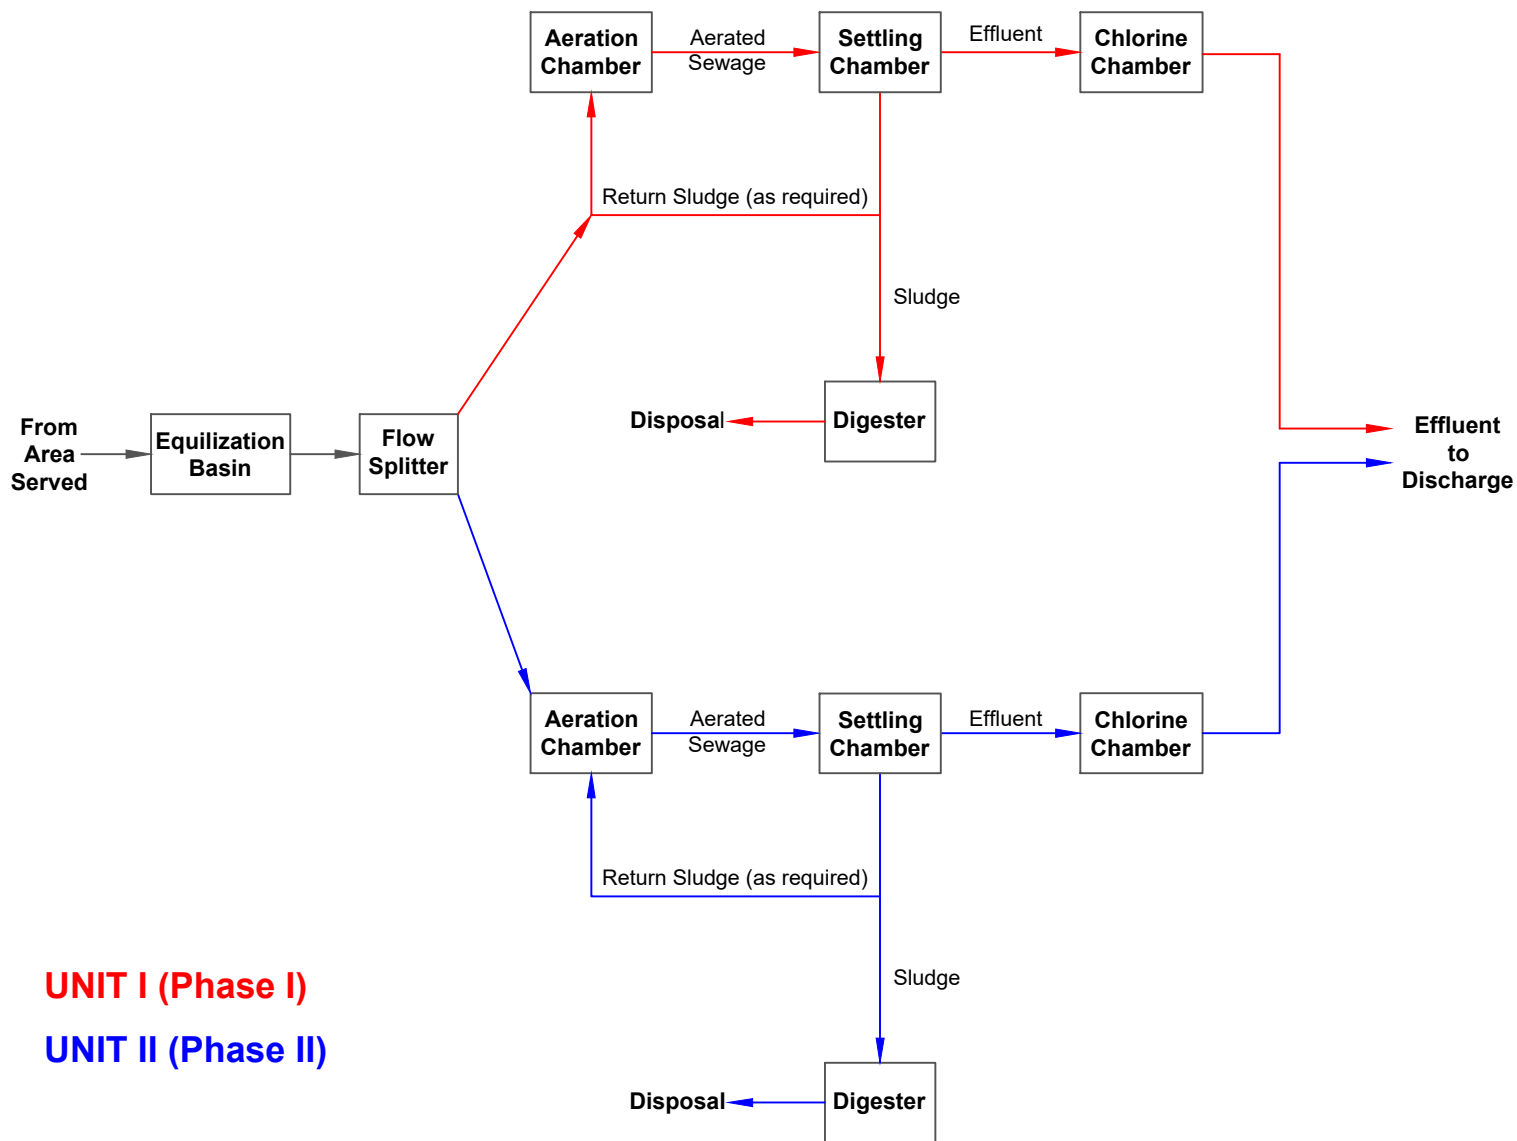 Aeration
Chamber
Aerated
Sewage
Settling
Chamber
Effluent
Chlorine
Chamber
Return Sludge (as required)
Sludge
From
Area
Served
Equilization
Basin
Flow
Splitter
Disposal
Digester
Effluent
to
Discharge
Aeration
Chamber
Aerated
Sewage
Settling
Chamber
Effluent
Chlorine
Chamber
Return Sludge (as required)
Sludge
UNIT I (Phase I)
UNIT II (Phase II)
Disposal
Digester